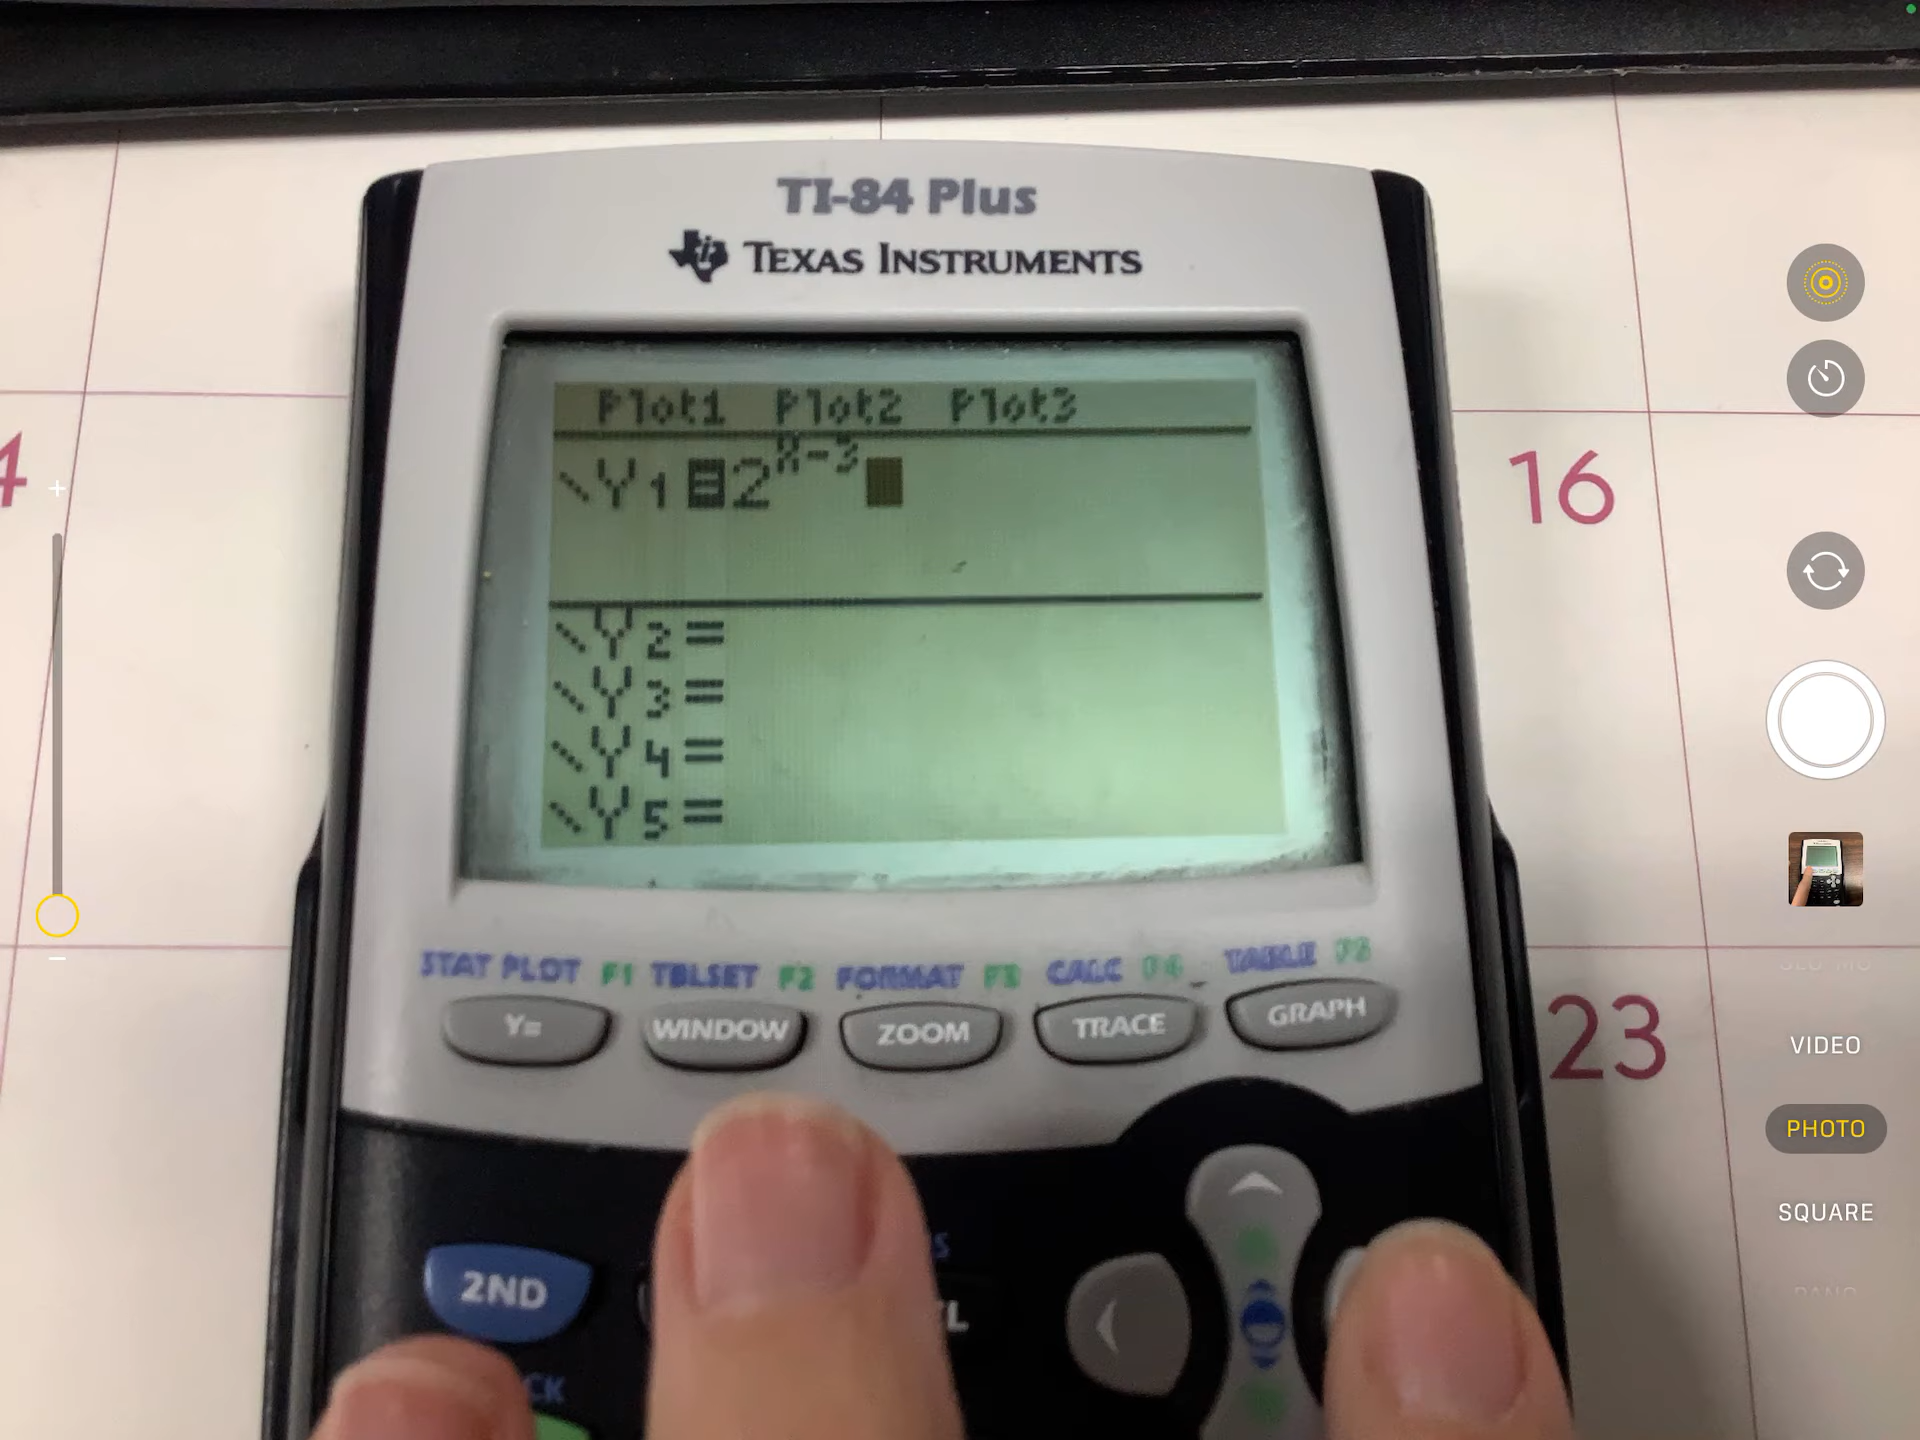 TI-84 Plus
TEXAS INSTRUMENTS
Plot1 Plot2 Plot3
\Y1=2^X-3
\Y2=
\Y3=
\Y4=
\Y5=
STAT PLOT F1 TBLSET F2 FORMAT F3 CALC F4 TABLE F5
Y= WINDOW ZOOM TRACE GRAPH
2ND
4
16
23
+
−
VIDEO
PHOTO
SQUARE